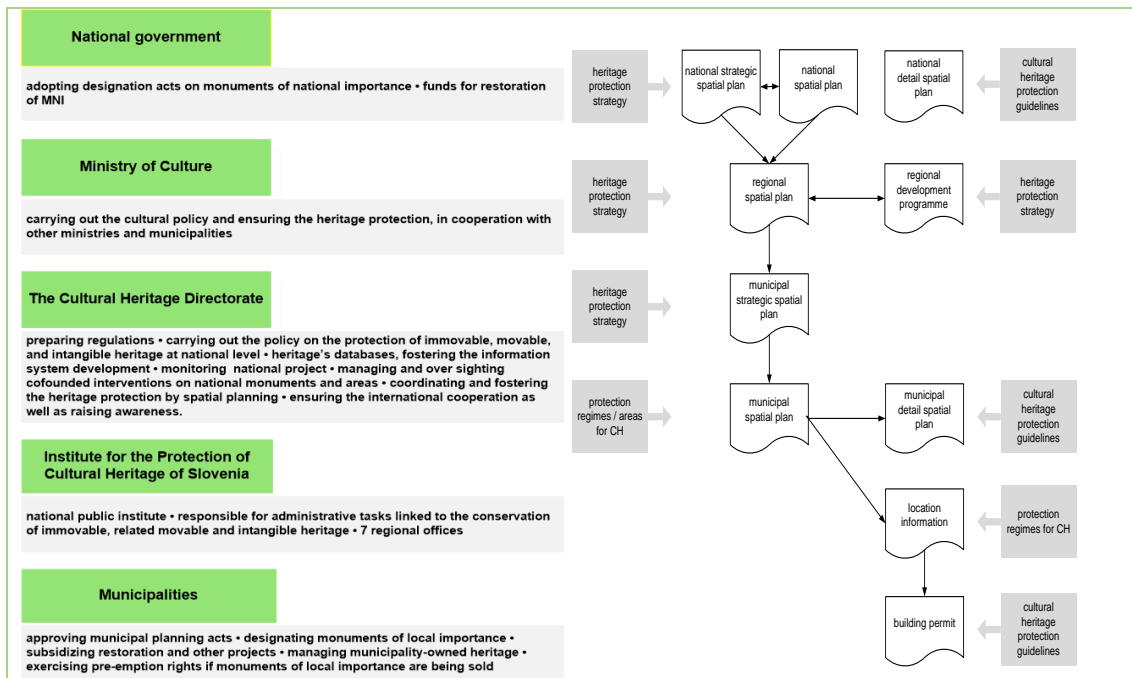 National government
adopting designation acts on monuments of national importance • funds for restoration
of MNI
Ministry of Culture
carrying out the cultural policy and ensuring the heritage protection, in cooperation with
other ministries and municipalities
The Cultural Heritage Directorate
preparing regulations • carrying out the policy on the protection of immovable, movable,
and intangible heritage at national level • heritage's databases, fostering the information
system development • monitoring national project • managing and over sighting
cofounded interventions on national monuments and areas • coordinating and fostering
the heritage protection by spatial planning • ensuring the international cooperation as
well as raising awareness.
Institute for the Protection of
Cultural Heritage of Slovenia
national public institute • responsible for administrative tasks linked to the conservation
of immovable, related movable and intangible heritage • 7 regional offices
Municipalities
approving municipal planning acts • designating monuments of local importance •
subsidizing restoration and other projects • managing municipality-owned heritage •
exercising pre-emption rights if monuments of local importance are being sold
heritage
protection
strategy
national strategic
spatial plan
national
spatial plan
national
detail spatial
plan
cultural
heritage
protection
guidelines
heritage
protection
strategy
regional
spatial plan
regional
development
programme
heritage
protection
strategy
heritage
protection
strategy
municipal
strategic spatial
plan
protection
regimes / areas
for CH
municipal
spatial plan
municipal
detail spatial
plan
cultural
heritage
protection
guidelines
location
information
protection
regimes for CH
building permit
cultural
heritage
protection
guidelines